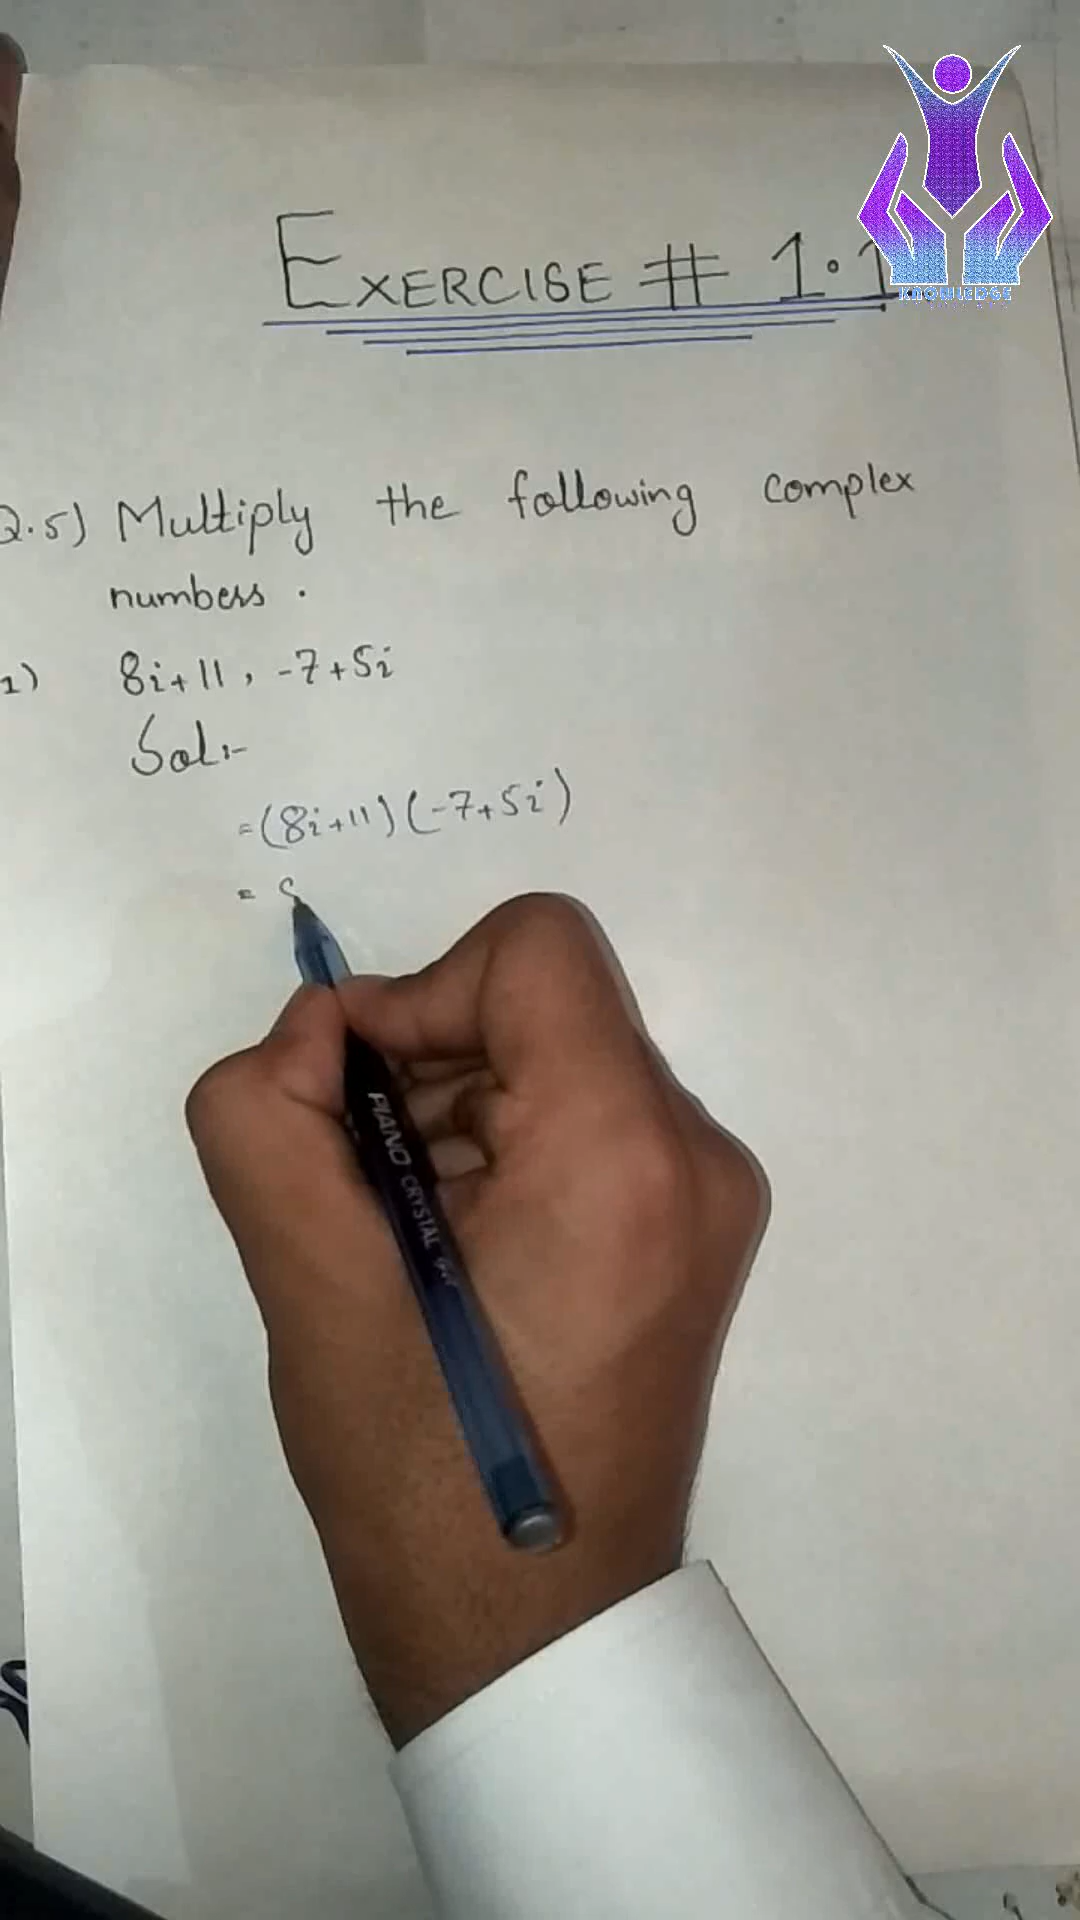 EXERCISE # 1.1
KNOWLEDGE
Q.5) Multiply the following complex
numbers.
1) 8i+11, -7+5i
Sol:-
=(8i+11)(-7+5i)
= 8
PIANO CRYSTAL